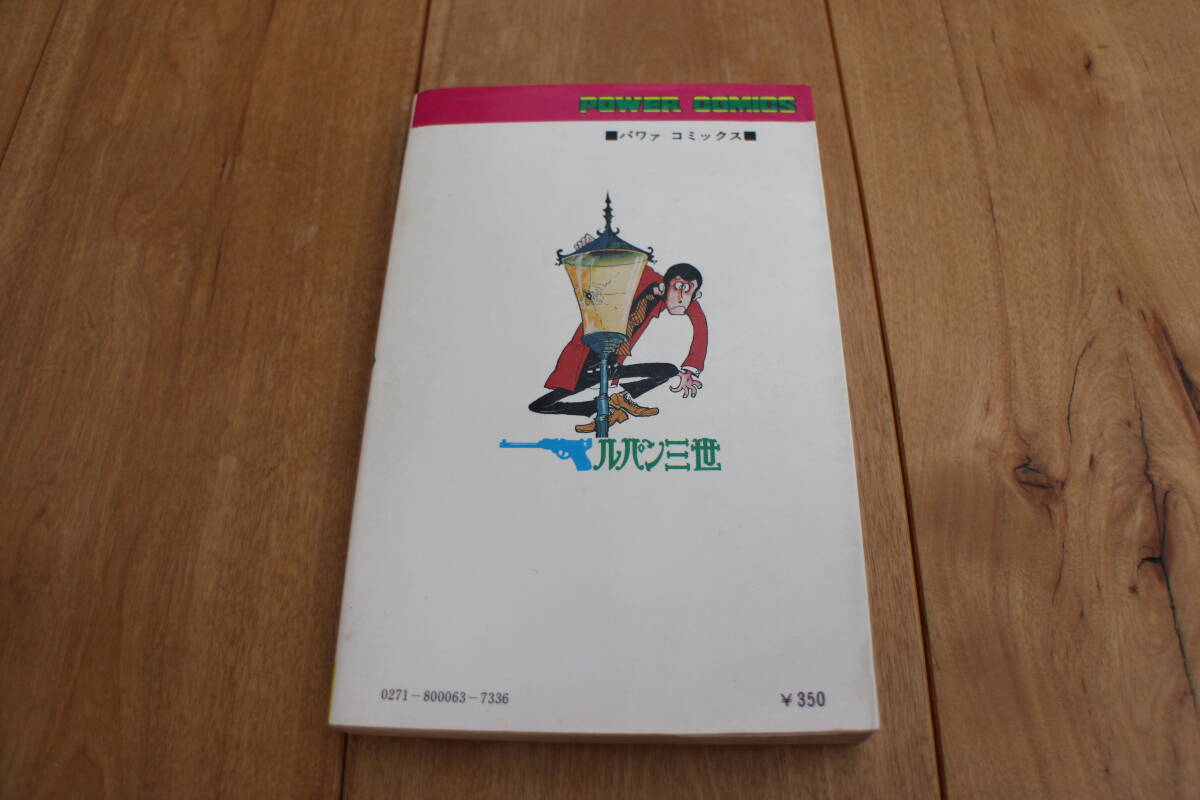 POWER COMICS
■パワァ コミックス■
ルパン三世
0271-800063-7336
¥350